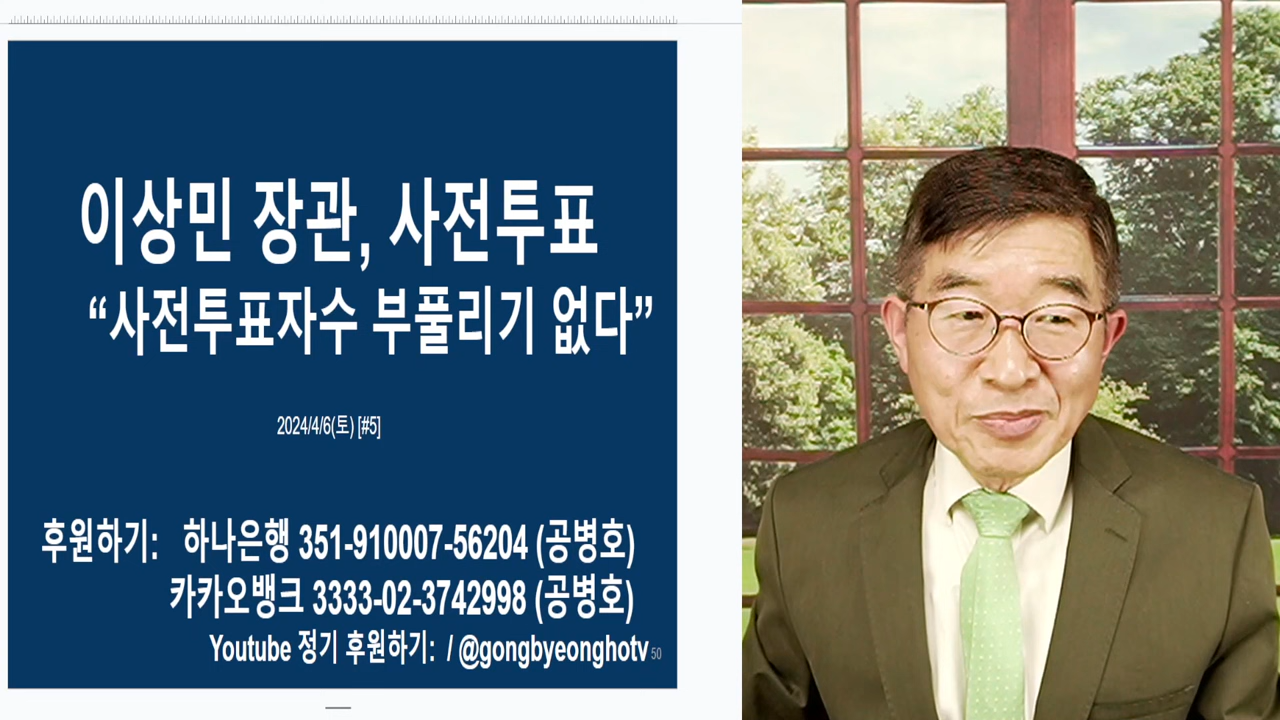 이상민 장관, 사전투표
“사전투표자수 부풀리기 없다”
2024/4/6(토) [#5]
후원하기: 하나은행 351-910007-56204 (공병호)
카카오뱅크 3333-02-3742998 (공병호)
Youtube 정기 후원하기: / @gongbyeonghotv
50